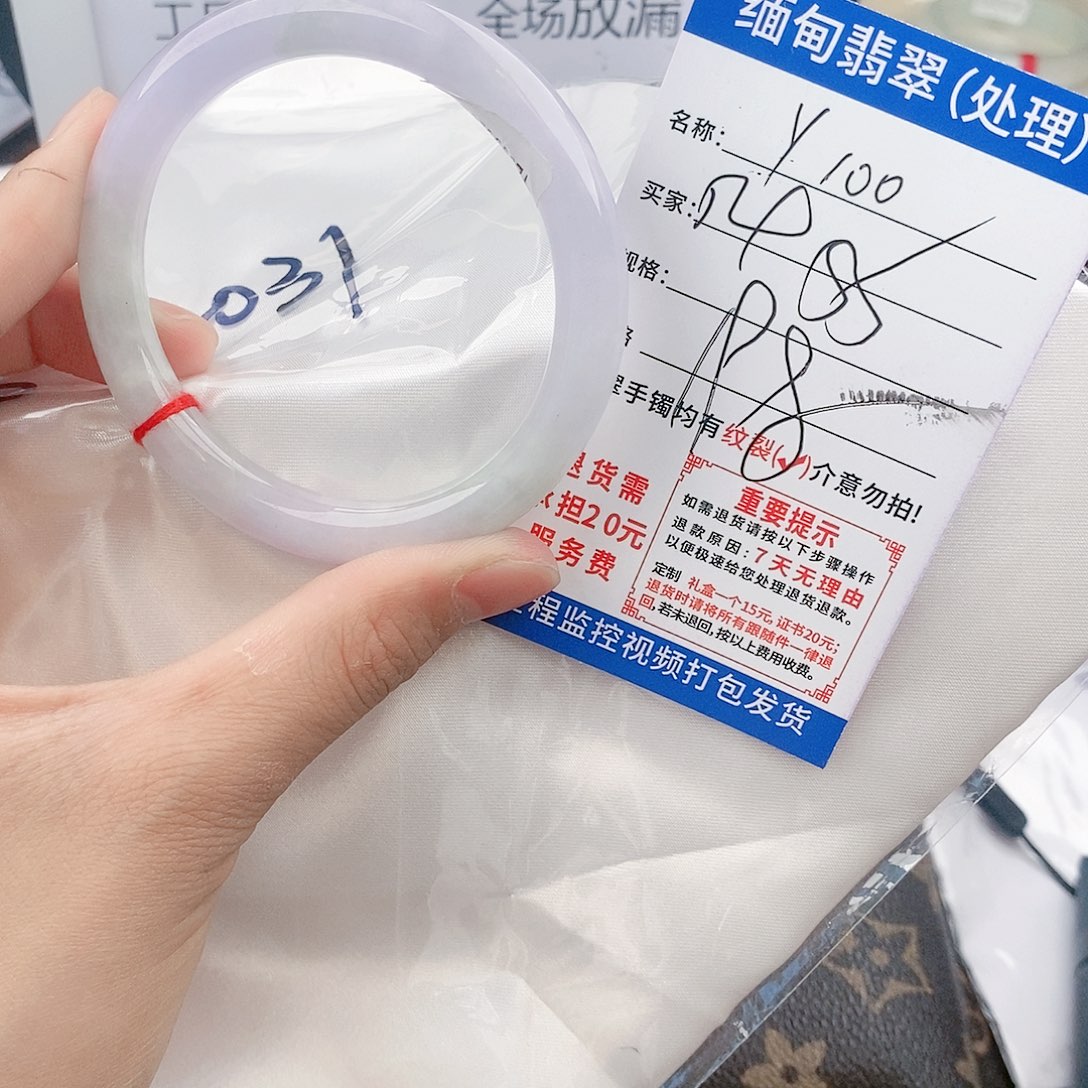 全场放漏
缅甸翡翠(处理)
名称: Y100
买家:
规格:
P8
手镯均有纹裂(✓)介意勿拍!
退货需
担20元
服务费
重要提示
如需退货请按以下步骤操作
退款原因:7天无理由
以便极速给您处理退货退款。
定制 礼盒一个15元,证书20元;
退货时请将所有跟随件一律退
回,若未退回,按以上费用收费。
程监控视频打包发货
031